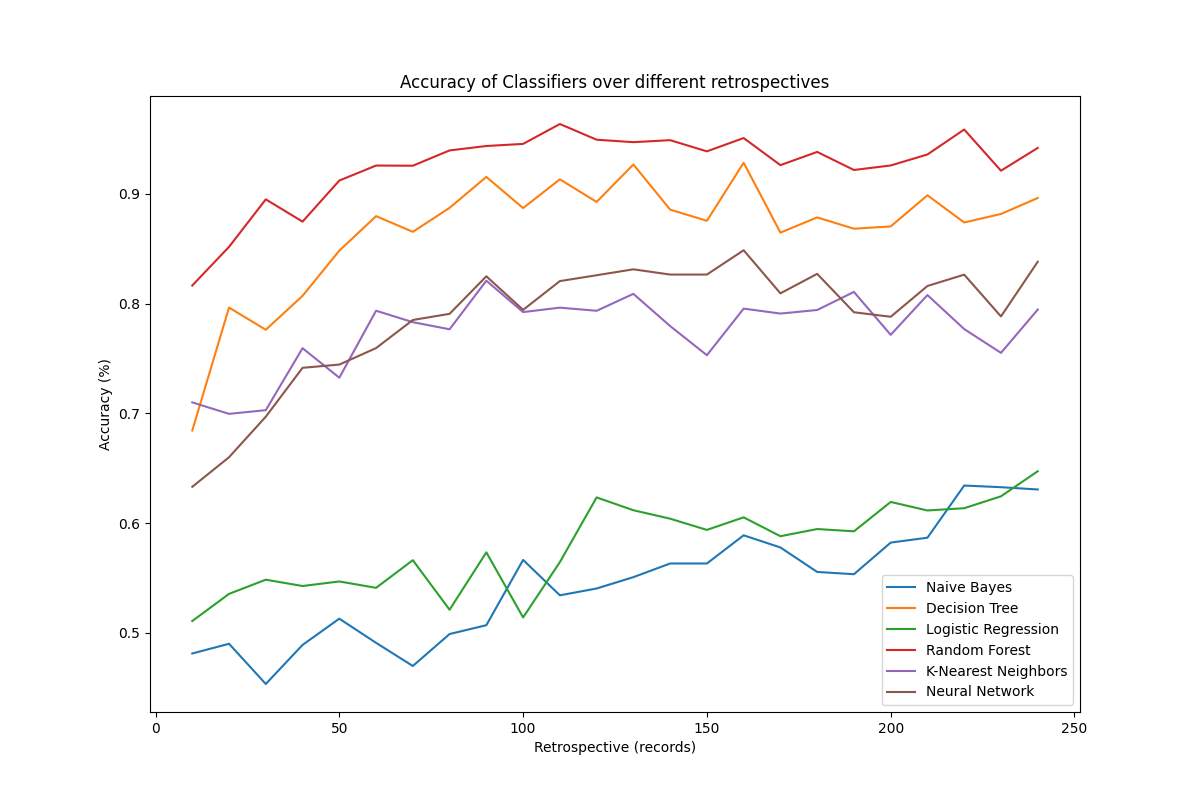 Accuracy of Classifiers over different retrospectives
Accuracy (%)
0.9
0.8
0.7
0.6
0.5
0
50
100
150
200
250
Retrospective (records)
Naive Bayes
Decision Tree
Logistic Regression
Random Forest
K-Nearest Neighbors
Neural Network